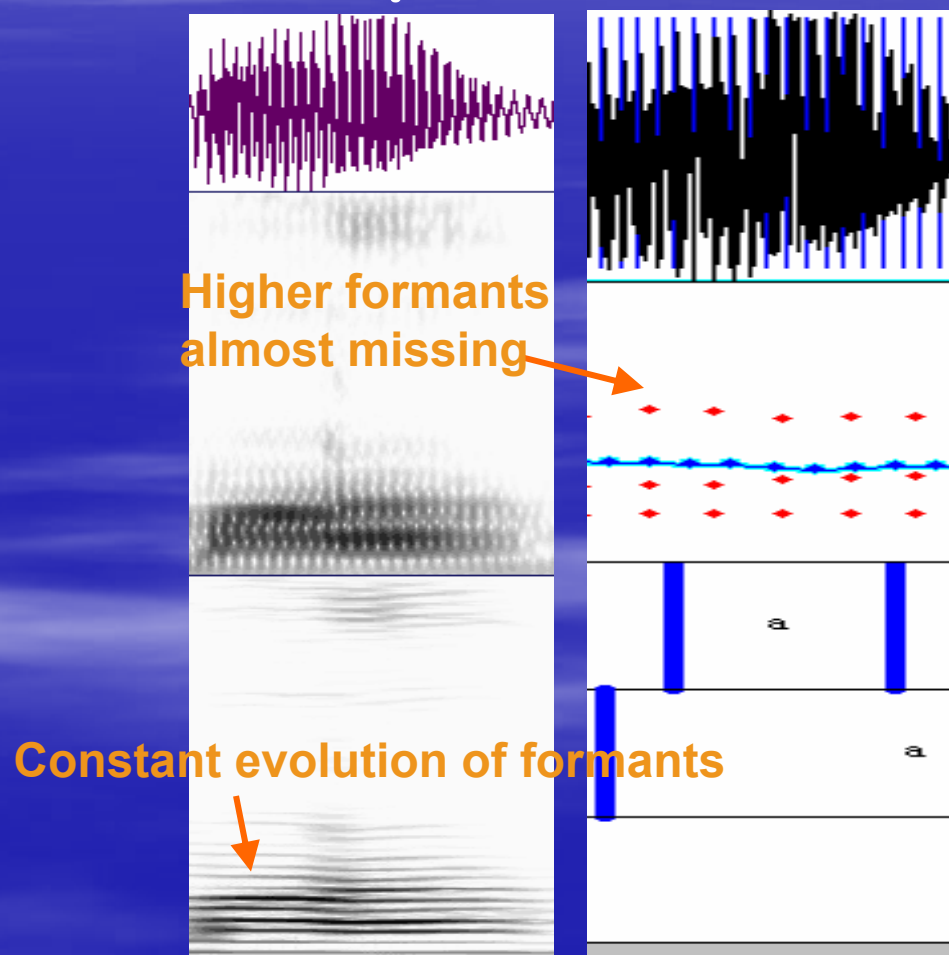 Higher formants
almost missing
a
a
Constant evolution of formants